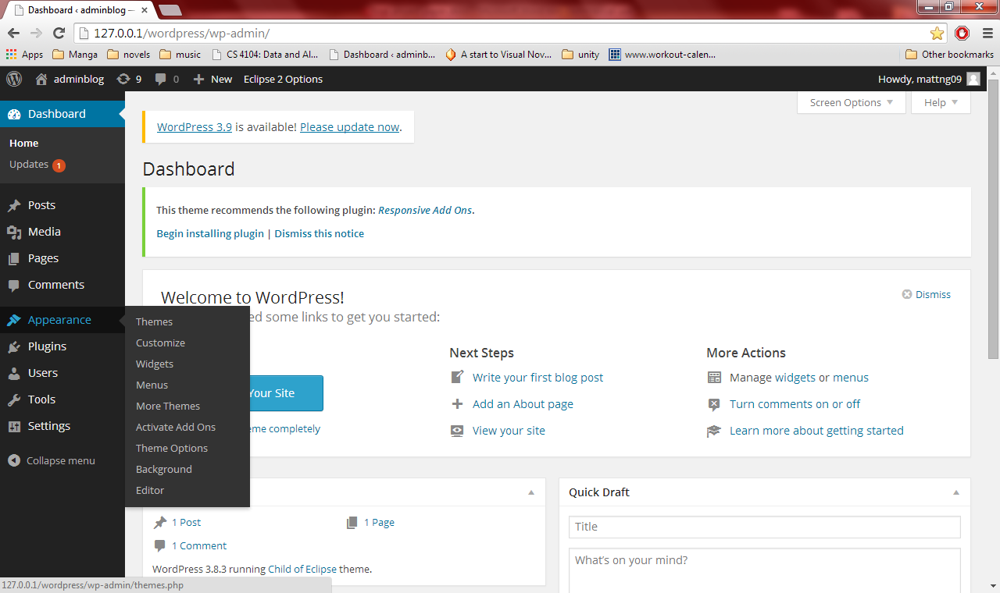 Dashboard ‹ adminblog —
127.0.0.1/wordpress/wp-admin/
Apps Manga novels music CS 4104: Data and Al... Dashboard ‹ adminb... A start to Visual Nov... unity www.workout-calen... Other bookmarks
adminblog 9 0 New Eclipse 2 Options Howdy, mattng09
Screen Options Help
Dashboard
Home
Updates 1
Posts
Media
Pages
Comments
Appearance
Plugins
Users
Tools
Settings
Collapse menu
Themes
Customize
Widgets
Menus
More Themes
Activate Add Ons
Theme Options
Background
Editor
WordPress 3.9 is available! Please update now.
Dashboard
This theme recommends the following plugin: Responsive Add Ons.
Begin installing plugin | Dismiss this notice
Welcome to WordPress!
Dismiss
ed some links to get you started:
Your Site
eme completely
Next Steps
Write your first blog post
Add an About page
View your site
More Actions
Manage widgets or menus
Turn comments on or off
Learn more about getting started
1 Post 1 Page
1 Comment
WordPress 3.8.3 running Child of Eclipse theme.
Quick Draft
Title
What's on your mind?
127.0.0.1/wordpress/wp-admin/themes.php